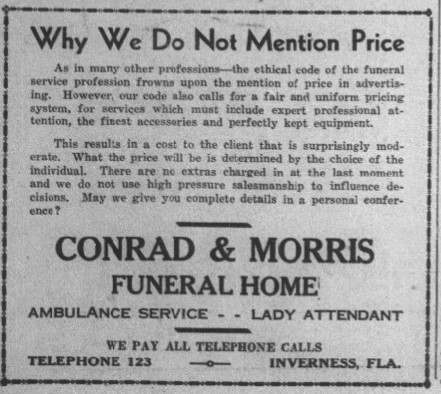 Why We Do Not Mention Price
As in many other professions—the ethical code of the funeral
service profession frowns upon the mention of price in advertis-
ing. However, our code also calls for a fair and uniform pricing
system, for services which must include expert professional at-
tention, the finest accessories and perfectly kept equipment.
This results in a cost to the client that is surprisingly mod-
erate. What the price will be is determined by the choice of the
individual. There are no extras charged in at the last moment
and we do not use high pressure salesmanship to influence de-
cisions. May we give you complete details in a personal confer-
ence?
CONRAD & MORRIS
FUNERAL HOME
AMBULANCE SERVICE - - LADY ATTENDANT
WE PAY ALL TELEPHONE CALLS
TELEPHONE 123 —o— INVERNESS, FLA.